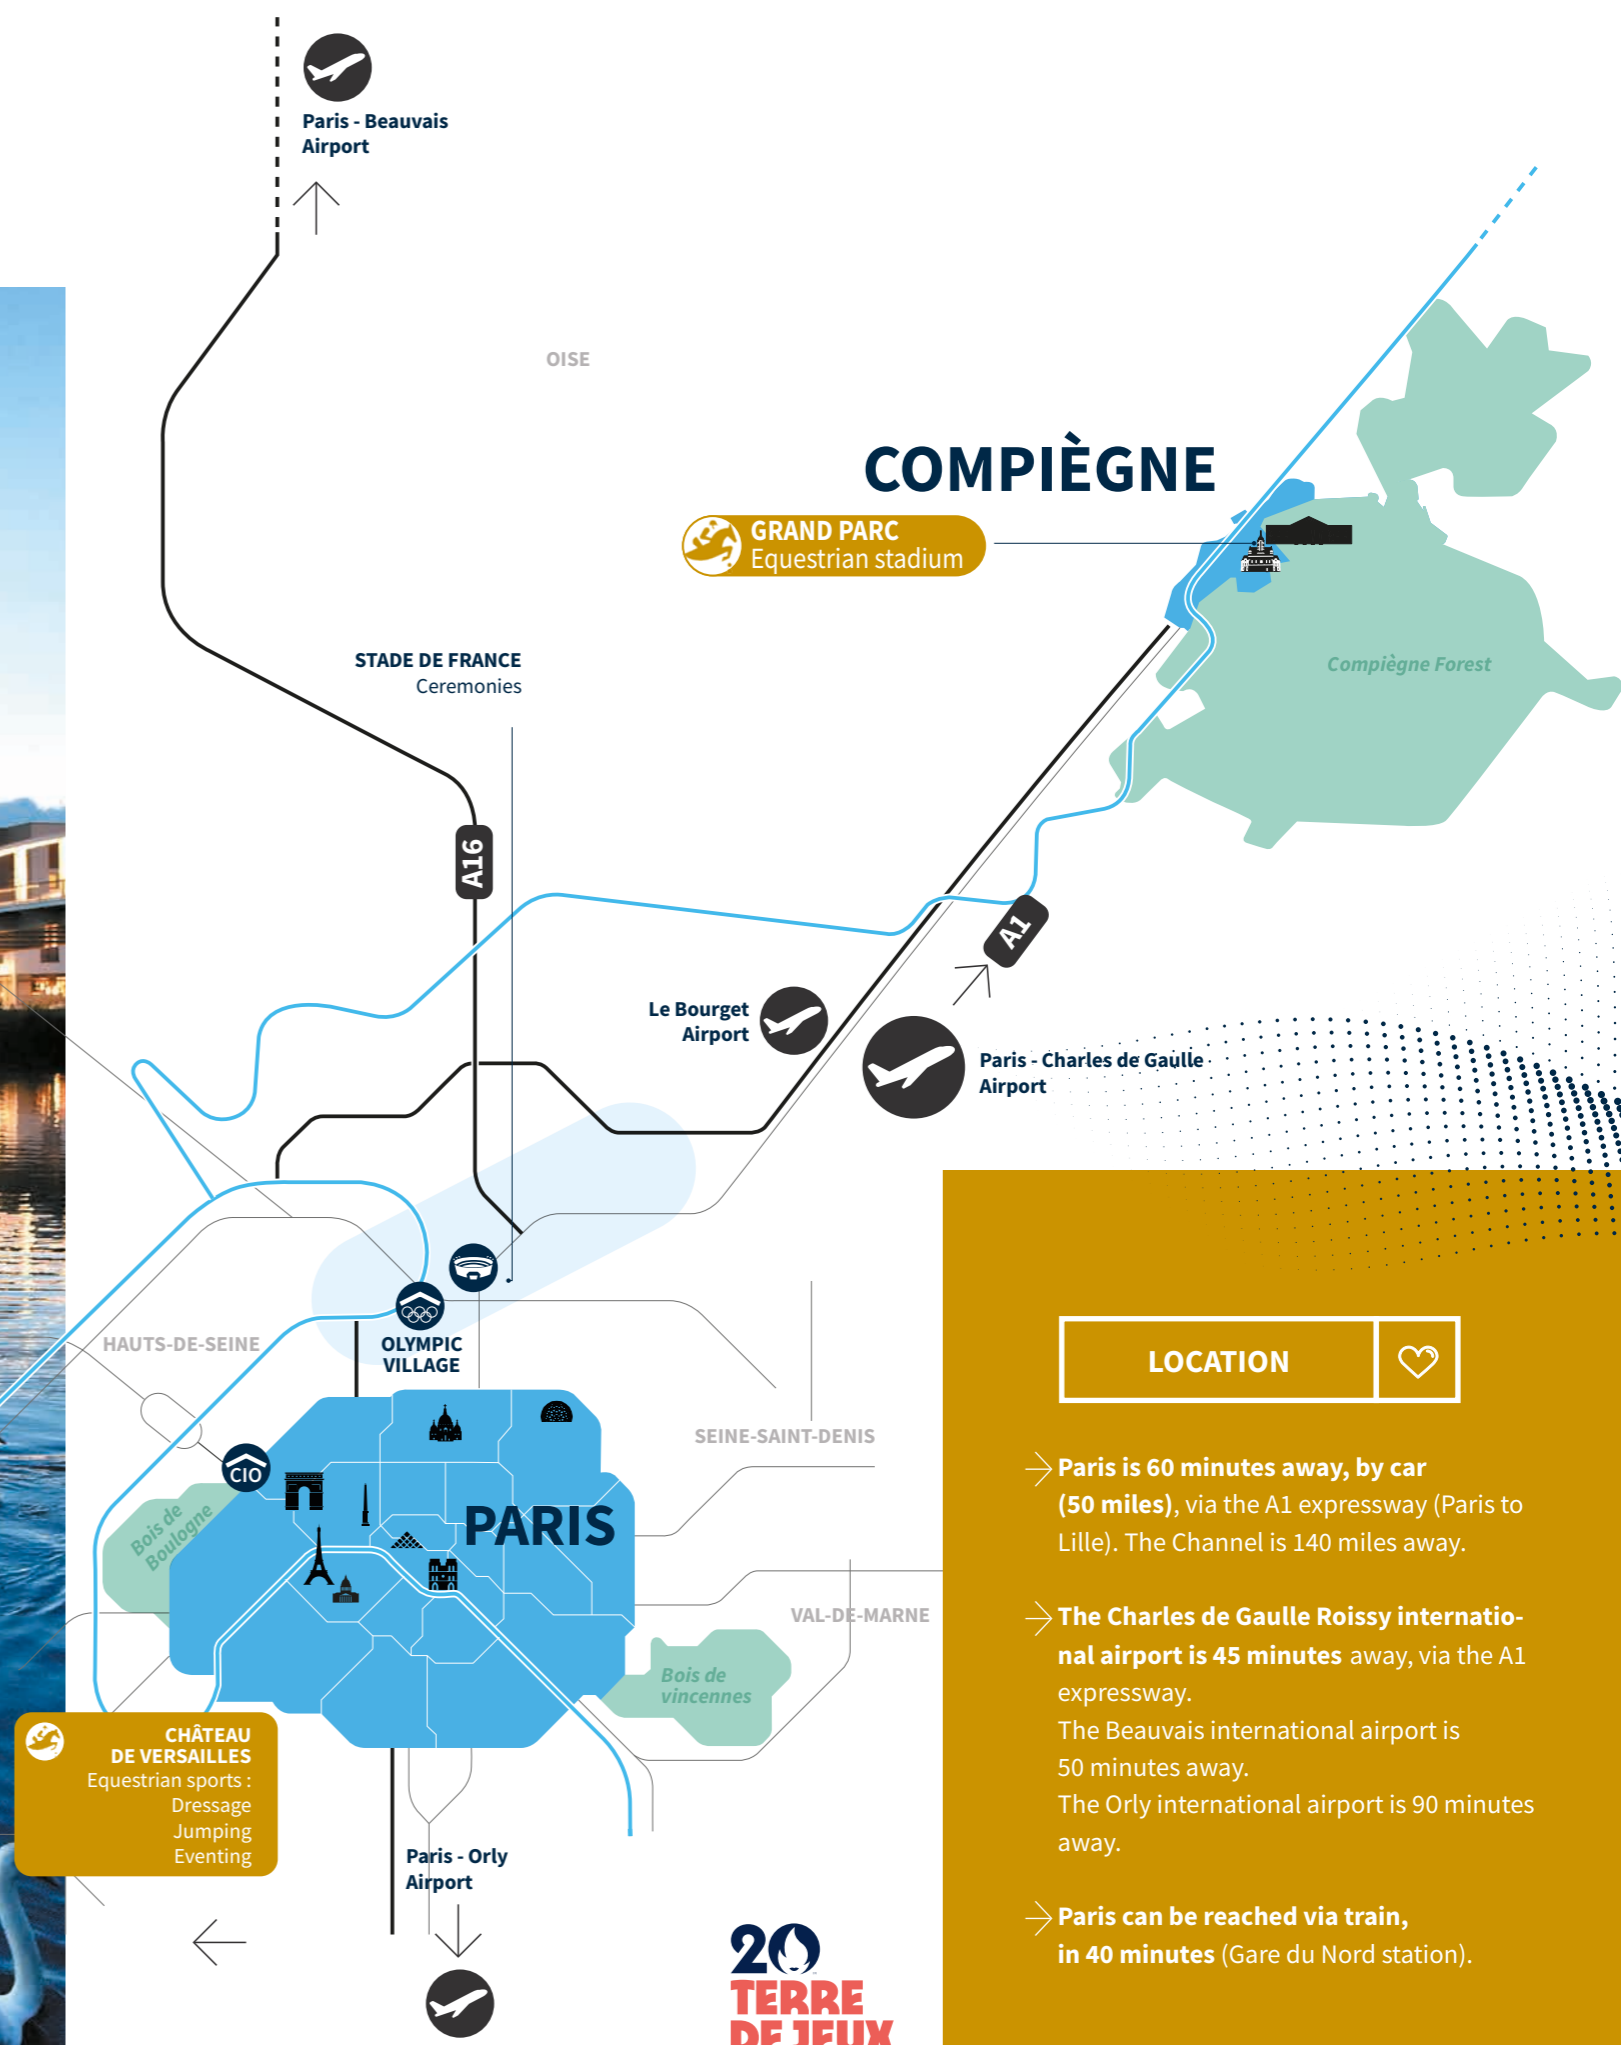 Paris - Beauvais
Airport
OISE
COMPIÈGNE
GRAND PARC
Equestrian stadium
Compiègne Forest
STADE DE FRANCE
Ceremonies
A16
A1
Le Bourget
Airport
Paris - Charles de Gaulle
Airport
HAUTS-DE-SEINE
OLYMPIC
VILLAGE
SEINE-SAINT-DENIS
CIO
PARIS
Bois de
Boulogne
VAL-DE-MARNE
Bois de
vincennes
CHÂTEAU
DE VERSAILLES
Equestrian sports :
Dressage
Jumping
Eventing
Paris - Orly
Airport
20
TERRE
DE JEUX
LOCATION
Paris is 60 minutes away, by car
(50 miles), via the A1 expressway (Paris to
Lille). The Channel is 140 miles away.
The Charles de Gaulle Roissy internatio-
nal airport is 45 minutes away, via the A1
expressway.
The Beauvais international airport is
50 minutes away.
The Orly international airport is 90 minutes
away.
Paris can be reached via train,
in 40 minutes (Gare du Nord station).